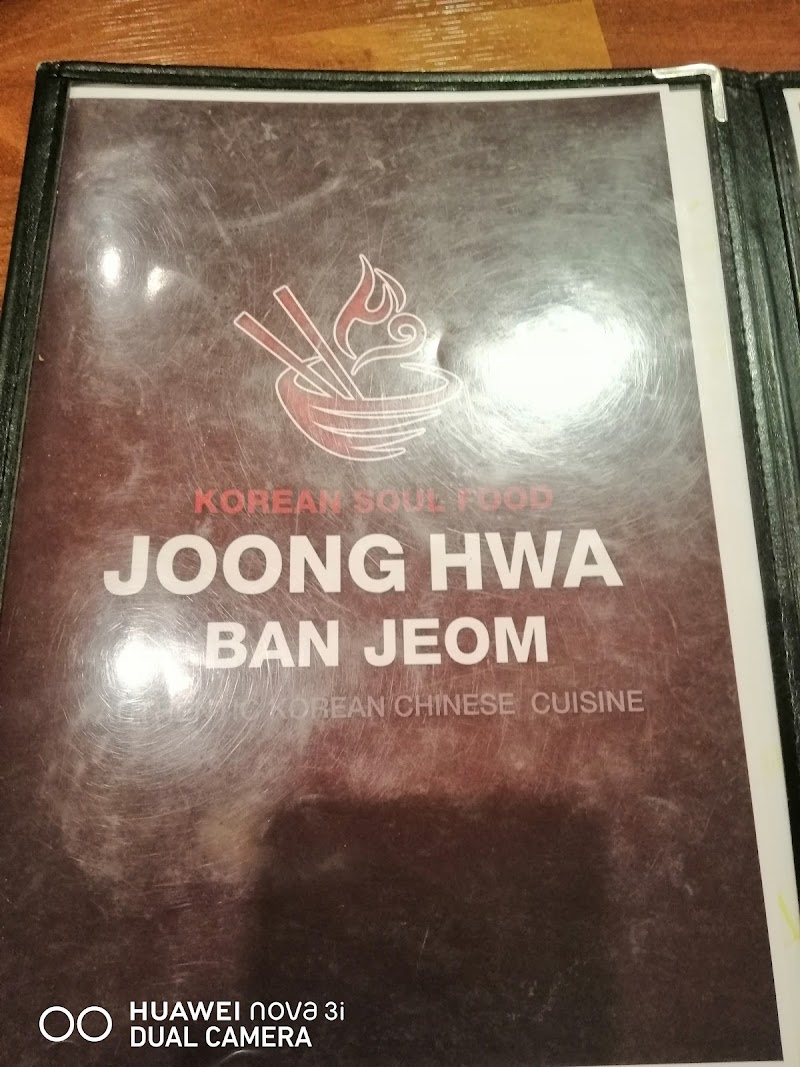 KOREAN SOUL FOOD
JOONG HWA
BAN JEOM
KOREAN CHINESE CUISINE
HUAWEI nova 3i
DUAL CAMERA